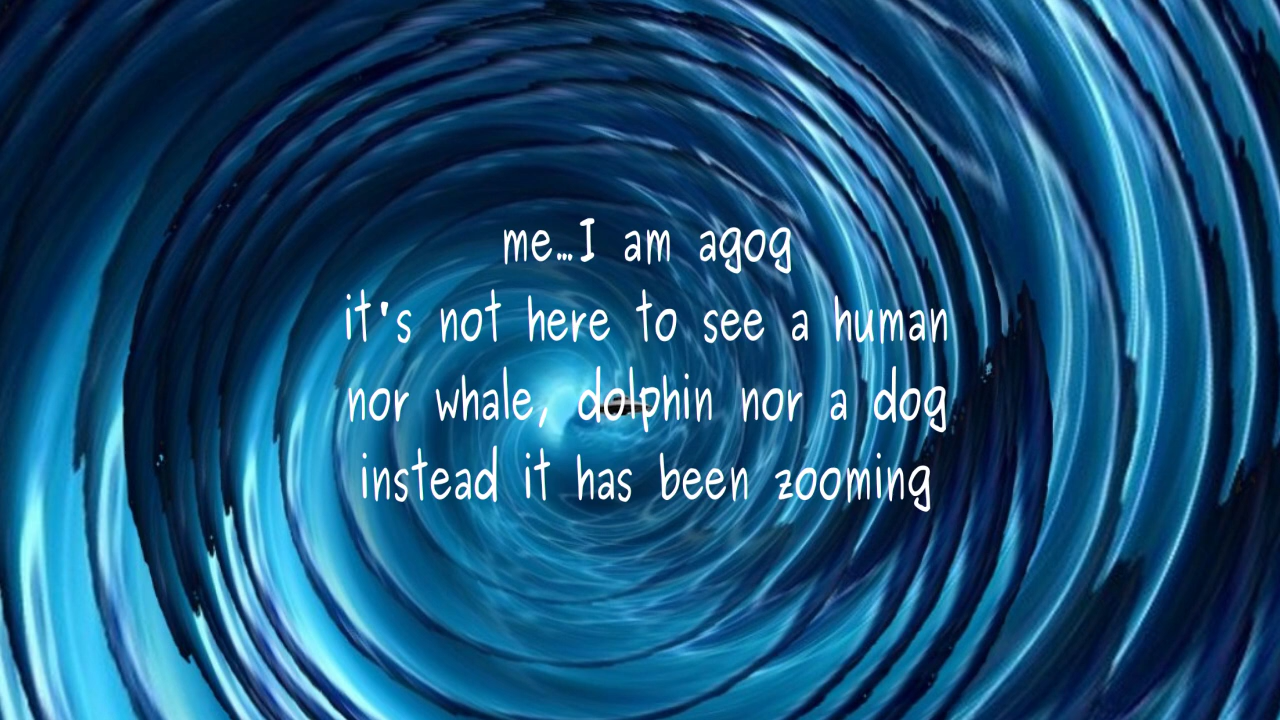 me...I am agog
it's not here to see a human
nor whale, dolphin nor a dog
instead it has been zooming